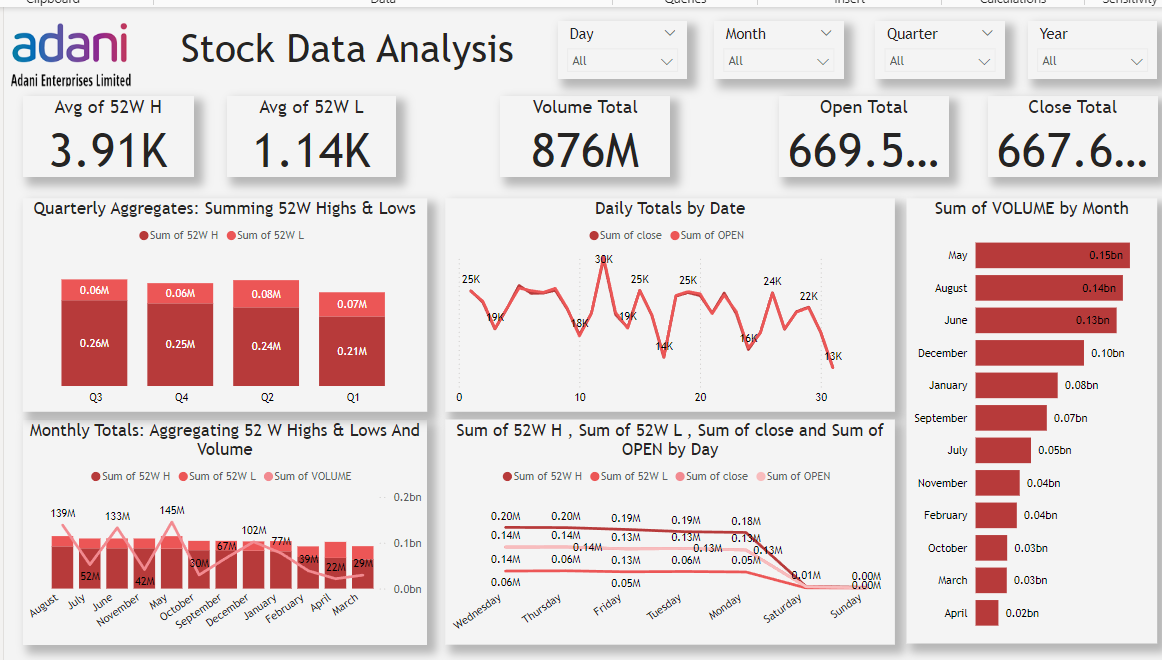 Clipboard Data Queries Insert Calculations Sensitivity
adani
Adani Enterprises Limited
Stock Data Analysis
Day
All
Month
All
Quarter
All
Year
All
Avg of 52W H
3.91K
Avg of 52W L
1.14K
Volume Total
876M
Open Total
669.5...
Close Total
667.6...
Quarterly Aggregates: Summing 52W Highs & Lows
Sum of 52W H Sum of 52W L
0.06M 0.06M 0.08M 0.07M
0.26M 0.25M 0.24M 0.21M
Q3 Q4 Q2 Q1
Daily Totals by Date
Sum of close Sum of OPEN
25K 19K 18K 30K 19K 25K 14K 25K 16K 24K 22K 13K
0 10 20 30
Sum of VOLUME by Month
May 0.15bn
August 0.14bn
June 0.13bn
December 0.10bn
January 0.08bn
September 0.07bn
July 0.05bn
November 0.04bn
February 0.04bn
October 0.03bn
March 0.03bn
April 0.02bn
Monthly Totals: Aggregating 52 W Highs & Lows And
Volume
Sum of 52W H Sum of 52W L Sum of VOLUME
0.2bn
0.1bn
0.0bn
139M 52M 133M 42M 145M 30M 67M 102M 77M 39M 22M 29M
August July June November May October September December January February April March
Sum of 52W H , Sum of 52W L , Sum of close and Sum of
OPEN by Day
Sum of 52W H Sum of 52W L Sum of close Sum of OPEN
0.20M 0.20M 0.19M 0.19M 0.18M
0.14M 0.14M 0.13M 0.13M 0.13M
0.14M 0.13M 0.13M
0.14M 0.06M 0.13M 0.06M 0.05M 0.01M 0.00M
0.06M 0.05M 0.00M
Wednesday Thursday Friday Tuesday Monday Saturday Sunday